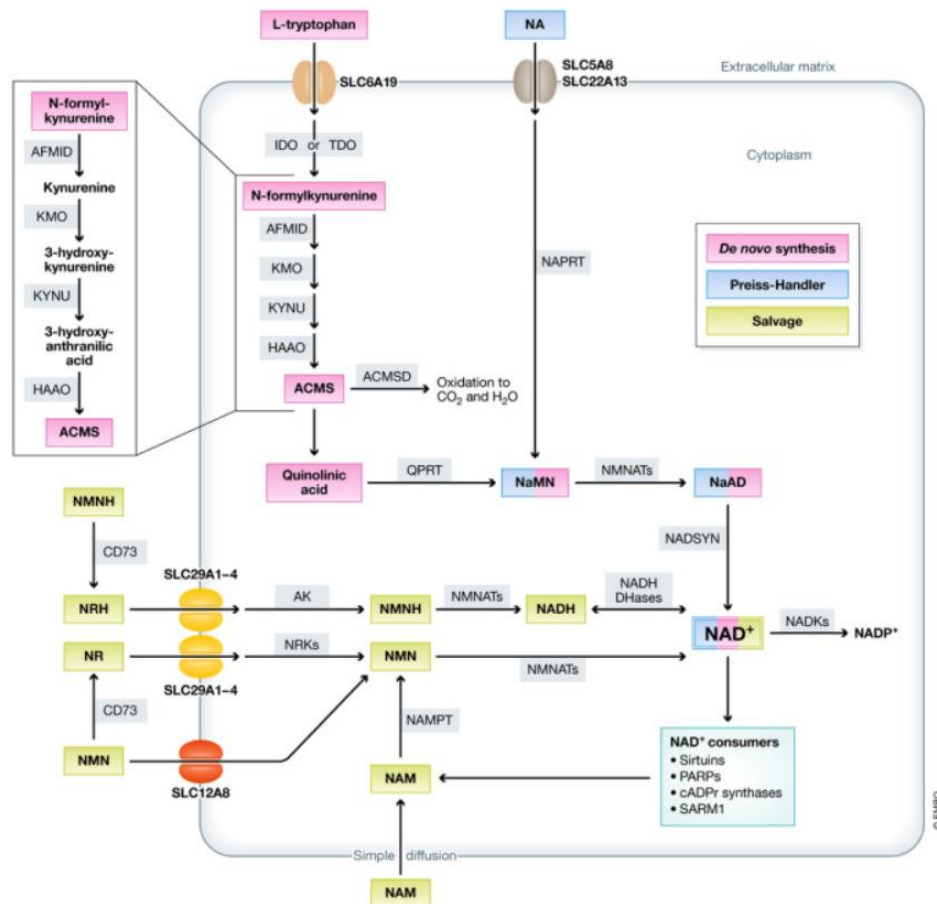 L-tryptophan
NA
SLC6A19
SLC5A8
SLC22A13
Extracellular matrix
Cytoplasm
N-formyl-
kynurenine
AFMID
Kynurenine
KMO
3-hydroxy-
kynurenine
KYNU
3-hydroxy-
anthranilic
acid
HAAO
ACMS
IDO or TDO
N-formylkynurenine
AFMID
KMO
KYNU
HAAO
ACMS
ACMSD
Oxidation to
CO₂ and H₂O
NAPRT
De novo synthesis
Preiss-Handler
Salvage
Quinolinic
acid
QPRT
NaMN
NMNATs
NaAD
NADSYN
NMNH
CD73
NRH
SLC29A1–4
AK
NMNH
NMNATs
NADH
NADH
DHases
NAD⁺
NADKs
NADP⁺
NR
SLC29A1–4
NRKs
NMN
NMNATs
CD73
NMN
SLC12A8
NAMPT
NAM
NAD⁺ consumers
• Sirtuins
• PARPs
• cADPr synthases
• SARM1
Simple diffusion
NAM
© EMBO